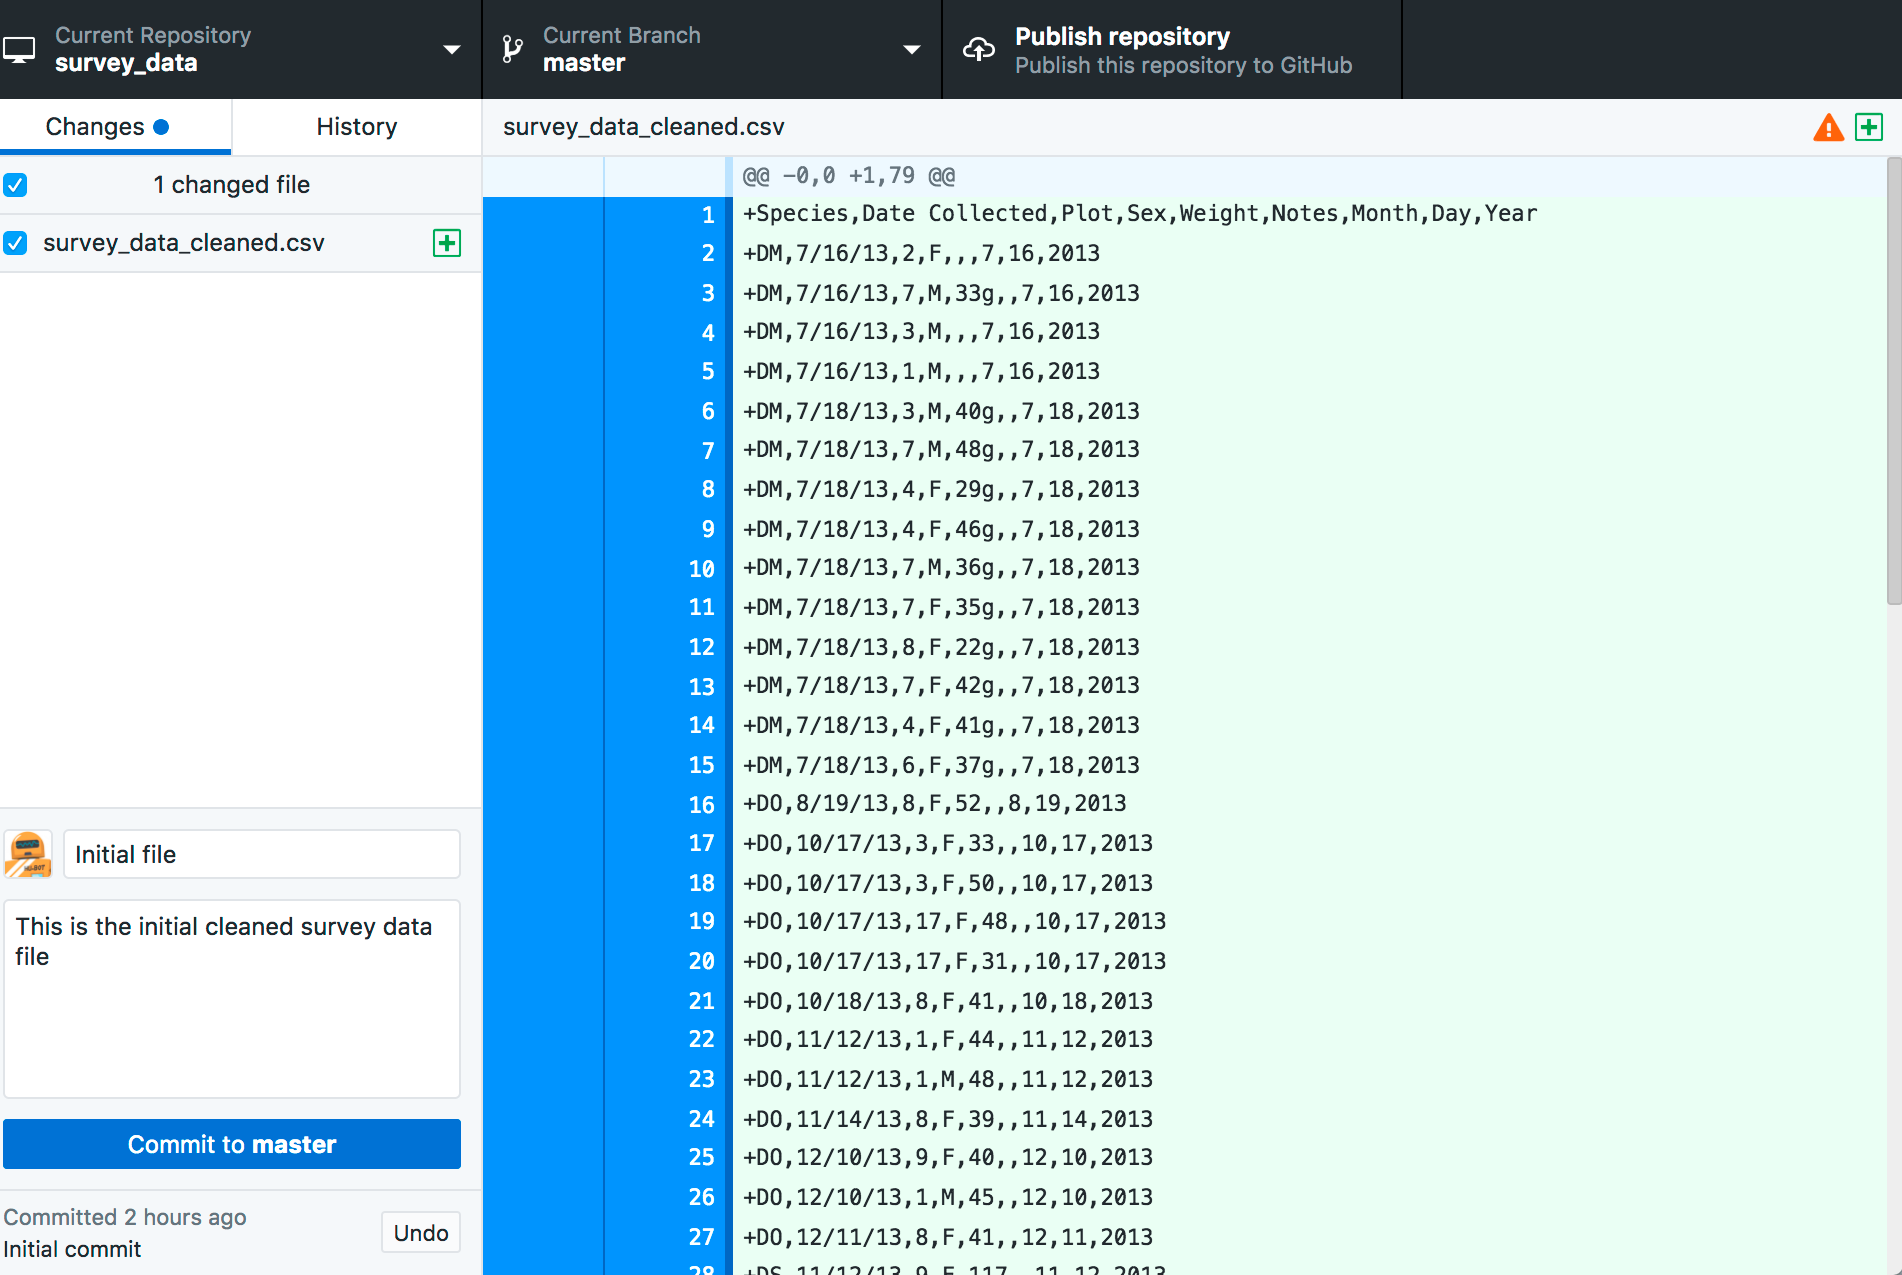 Current Repository
survey_data
Current Branch
master
Publish repository
Publish this repository to GitHub
Changes
History
survey_data_cleaned.csv
1 changed file
survey_data_cleaned.csv
@@ -0,0 +1,79 @@
1 +Species,Date Collected,Plot,Sex,Weight,Notes,Month,Day,Year
2 +DM,7/16/13,2,F,,,7,16,2013
3 +DM,7/16/13,7,M,33g,,7,16,2013
4 +DM,7/16/13,3,M,,,7,16,2013
5 +DM,7/16/13,1,M,,,7,16,2013
6 +DM,7/18/13,3,M,40g,,7,18,2013
7 +DM,7/18/13,7,M,48g,,7,18,2013
8 +DM,7/18/13,4,F,29g,,7,18,2013
9 +DM,7/18/13,4,F,46g,,7,18,2013
10 +DM,7/18/13,7,M,36g,,7,18,2013
11 +DM,7/18/13,7,F,35g,,7,18,2013
12 +DM,7/18/13,8,F,22g,,7,18,2013
13 +DM,7/18/13,7,F,42g,,7,18,2013
14 +DM,7/18/13,4,F,41g,,7,18,2013
15 +DM,7/18/13,6,F,37g,,7,18,2013
16 +DO,8/19/13,8,F,52,,8,19,2013
17 +DO,10/17/13,3,F,33,,10,17,2013
18 +DO,10/17/13,3,F,50,,10,17,2013
19 +DO,10/17/13,17,F,48,,10,17,2013
20 +DO,10/17/13,17,F,31,,10,17,2013
21 +DO,10/18/13,8,F,41,,10,18,2013
22 +DO,11/12/13,1,F,44,,11,12,2013
23 +DO,11/12/13,1,M,48,,11,12,2013
24 +DO,11/14/13,8,F,39,,11,14,2013
25 +DO,12/10/13,9,F,40,,12,10,2013
26 +DO,12/10/13,1,M,45,,12,10,2013
27 +DO,12/11/13,8,F,41,,12,11,2013
28
Initial file
This is the initial cleaned survey data
file
Commit to master
Committed 2 hours ago
Initial commit
Undo